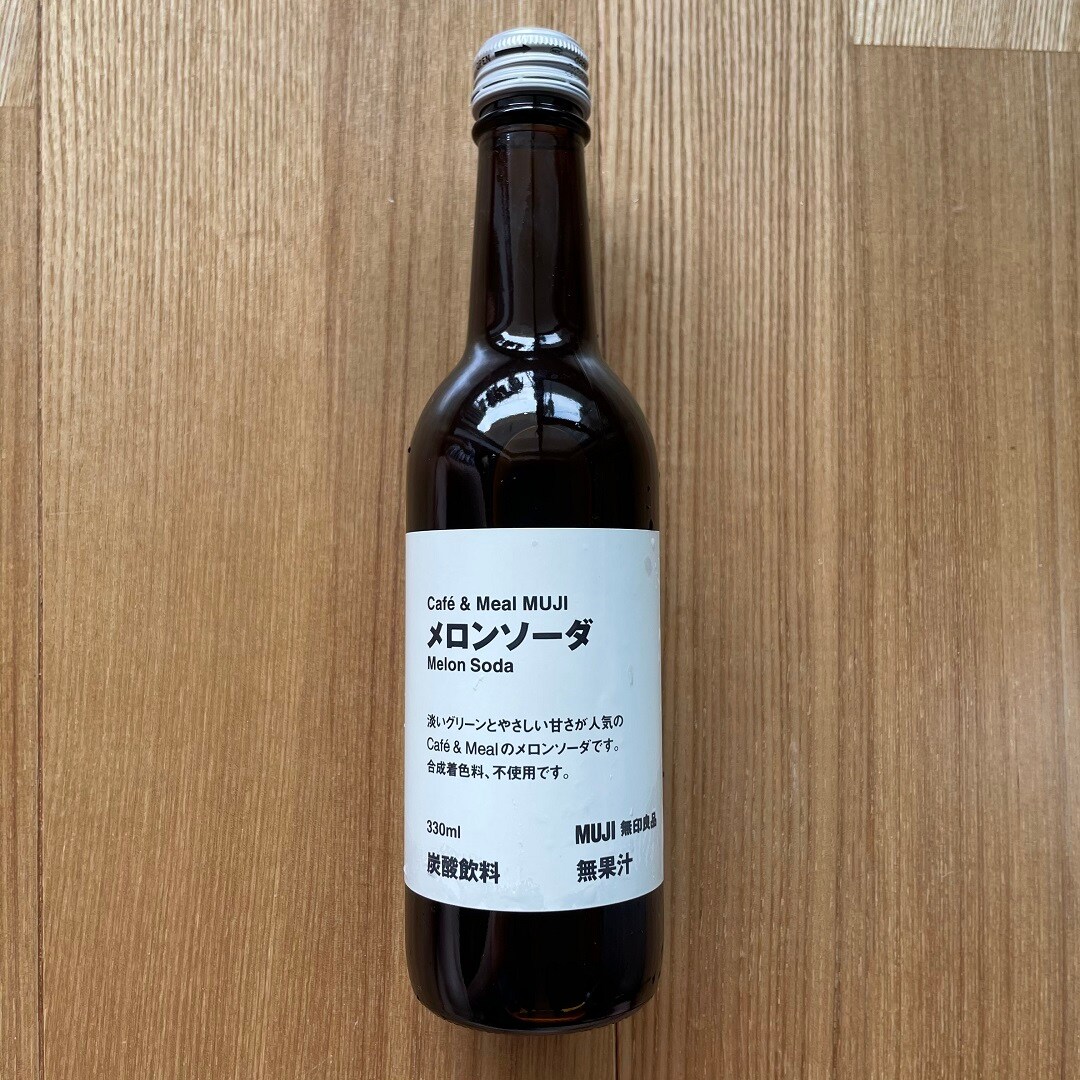 Café & Meal MUJI
メロンソーダ
Melon Soda
淡いグリーンとやさしい甘さが人気の
Café & Mealのメロンソーダです。
合成着色料、不使用です。
330ml
MUJI 無印良品
炭酸飲料
無果汁